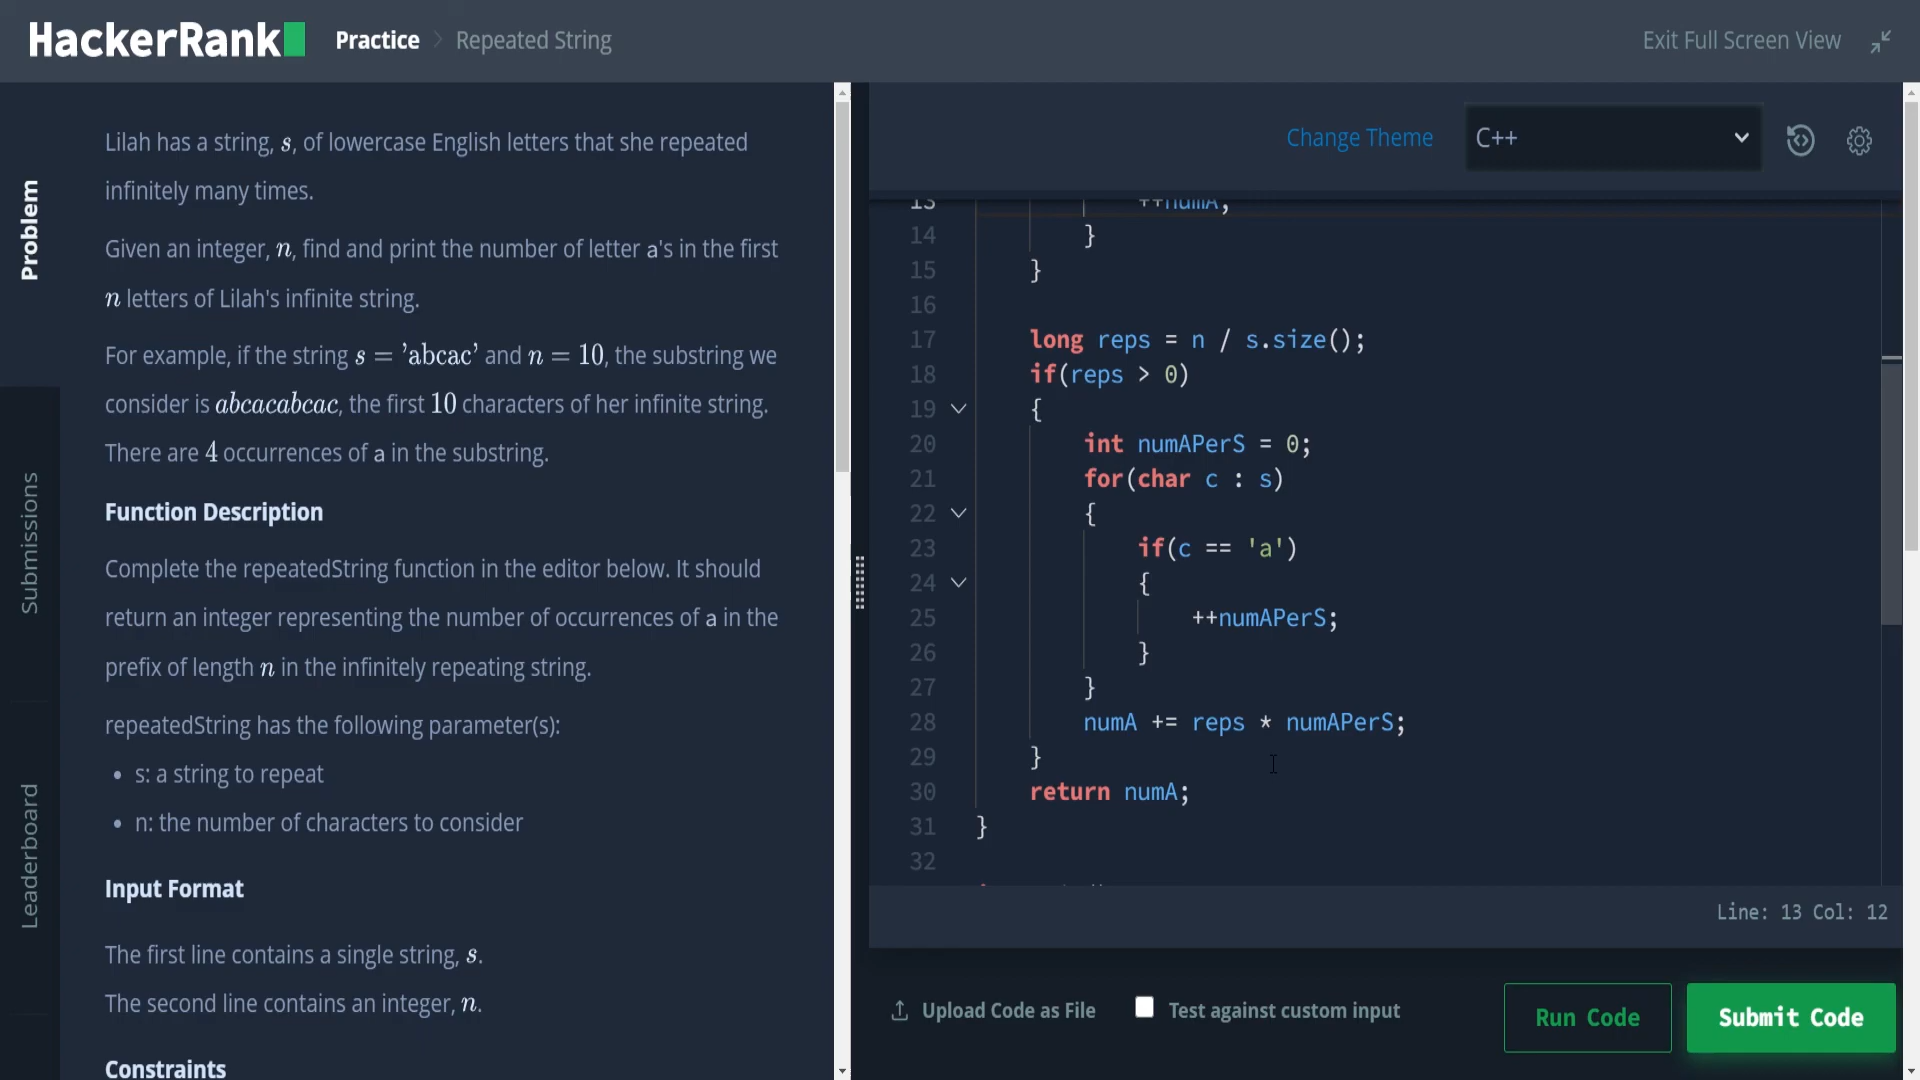 HackerRank
Practice
Repeated String
Exit Full Screen View
Problem
Submissions
Leaderboard
Lilah has a string, s, of lowercase English letters that she repeated
infinitely many times.
Given an integer, n, find and print the number of letter a's in the first
n letters of Lilah's infinite string.
For example, if the string s = 'abcac' and n = 10, the substring we
consider is abcacabcac, the first 10 characters of her infinite string.
There are 4 occurrences of a in the substring.
Function Description
Complete the repeatedString function in the editor below. It should
return an integer representing the number of occurrences of a in the
prefix of length n in the infinitely repeating string.
repeatedString has the following parameter(s):
• s: a string to repeat
• n: the number of characters to consider
Input Format
The first line contains a single string, s.
The second line contains an integer, n.
Constraints
Change Theme
C++
13 ++numA;
14 }
15 }
16
17 long reps = n / s.size();
18 if(reps > 0)
19 {
20 int numAPerS = 0;
21 for(char c : s)
22 {
23 if(c == 'a')
24 {
25 ++numAPerS;
26 }
27 }
28 numA += reps * numAPerS;
29 }
30 return numA;
31 }
32
Line: 13 Col: 12
Upload Code as File
Test against custom input
Run Code
Submit Code